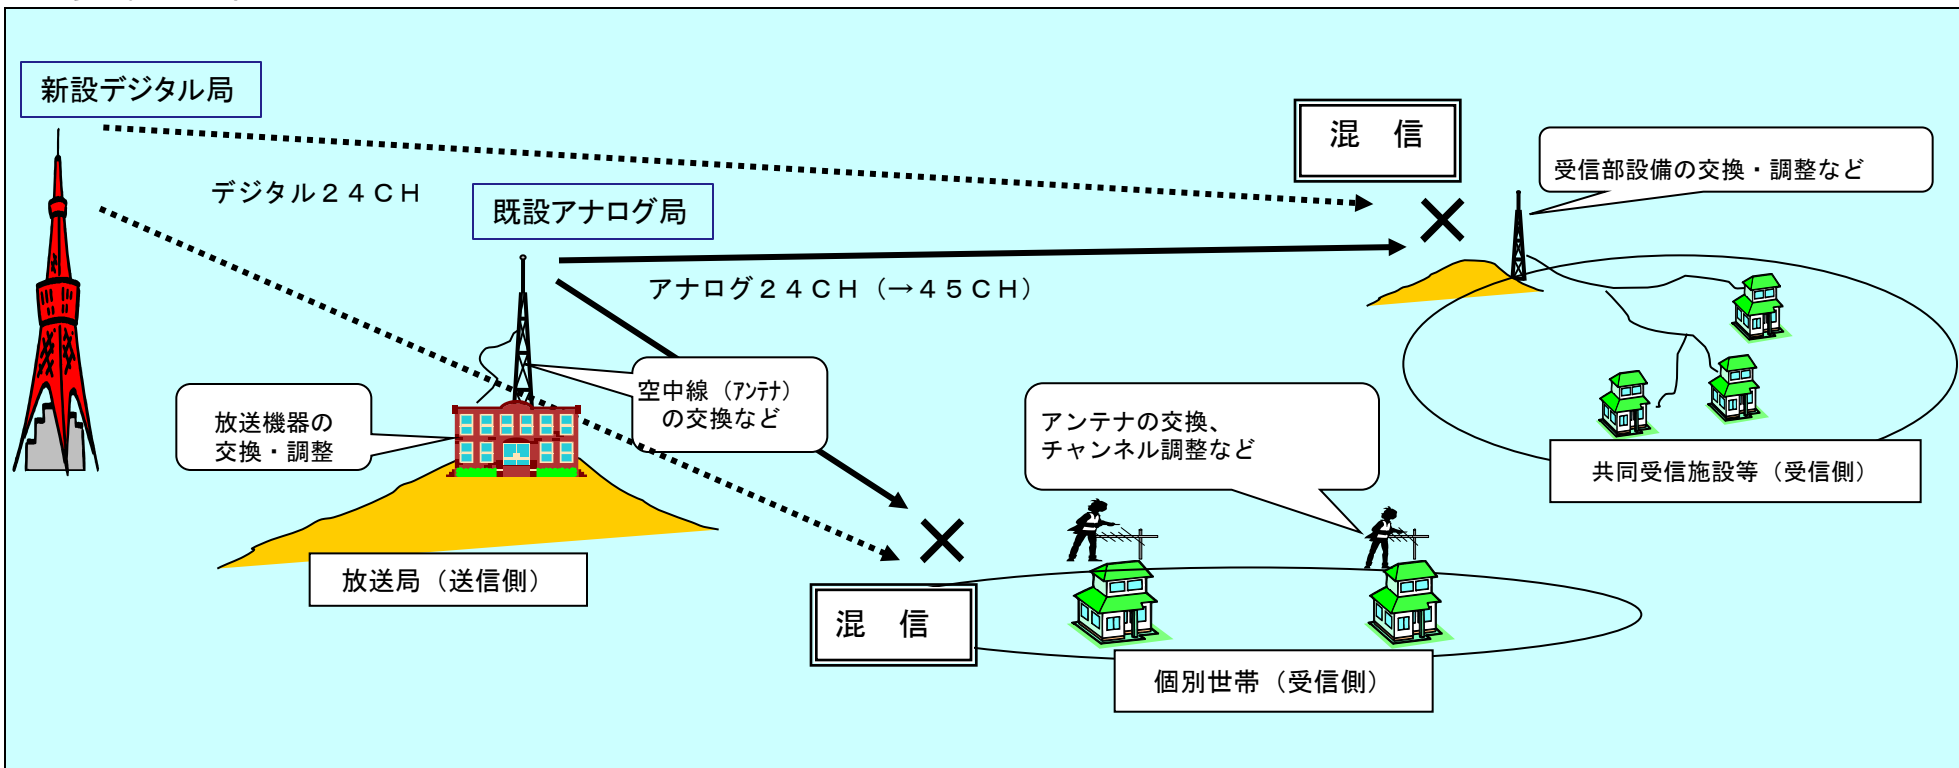 新設デジタル局
混　信
受信部設備の交換・調整など
デジタル２４ＣＨ
既設アナログ局
アナログ２４ＣＨ（→４５ＣＨ）
空中線（ｱﾝﾃﾅ）
の交換など
放送機器の
交換・調整
アンテナの交換、
チャンネル調整など
共同受信施設等（受信側）
放送局（送信側）
混　信
個別世帯（受信側）